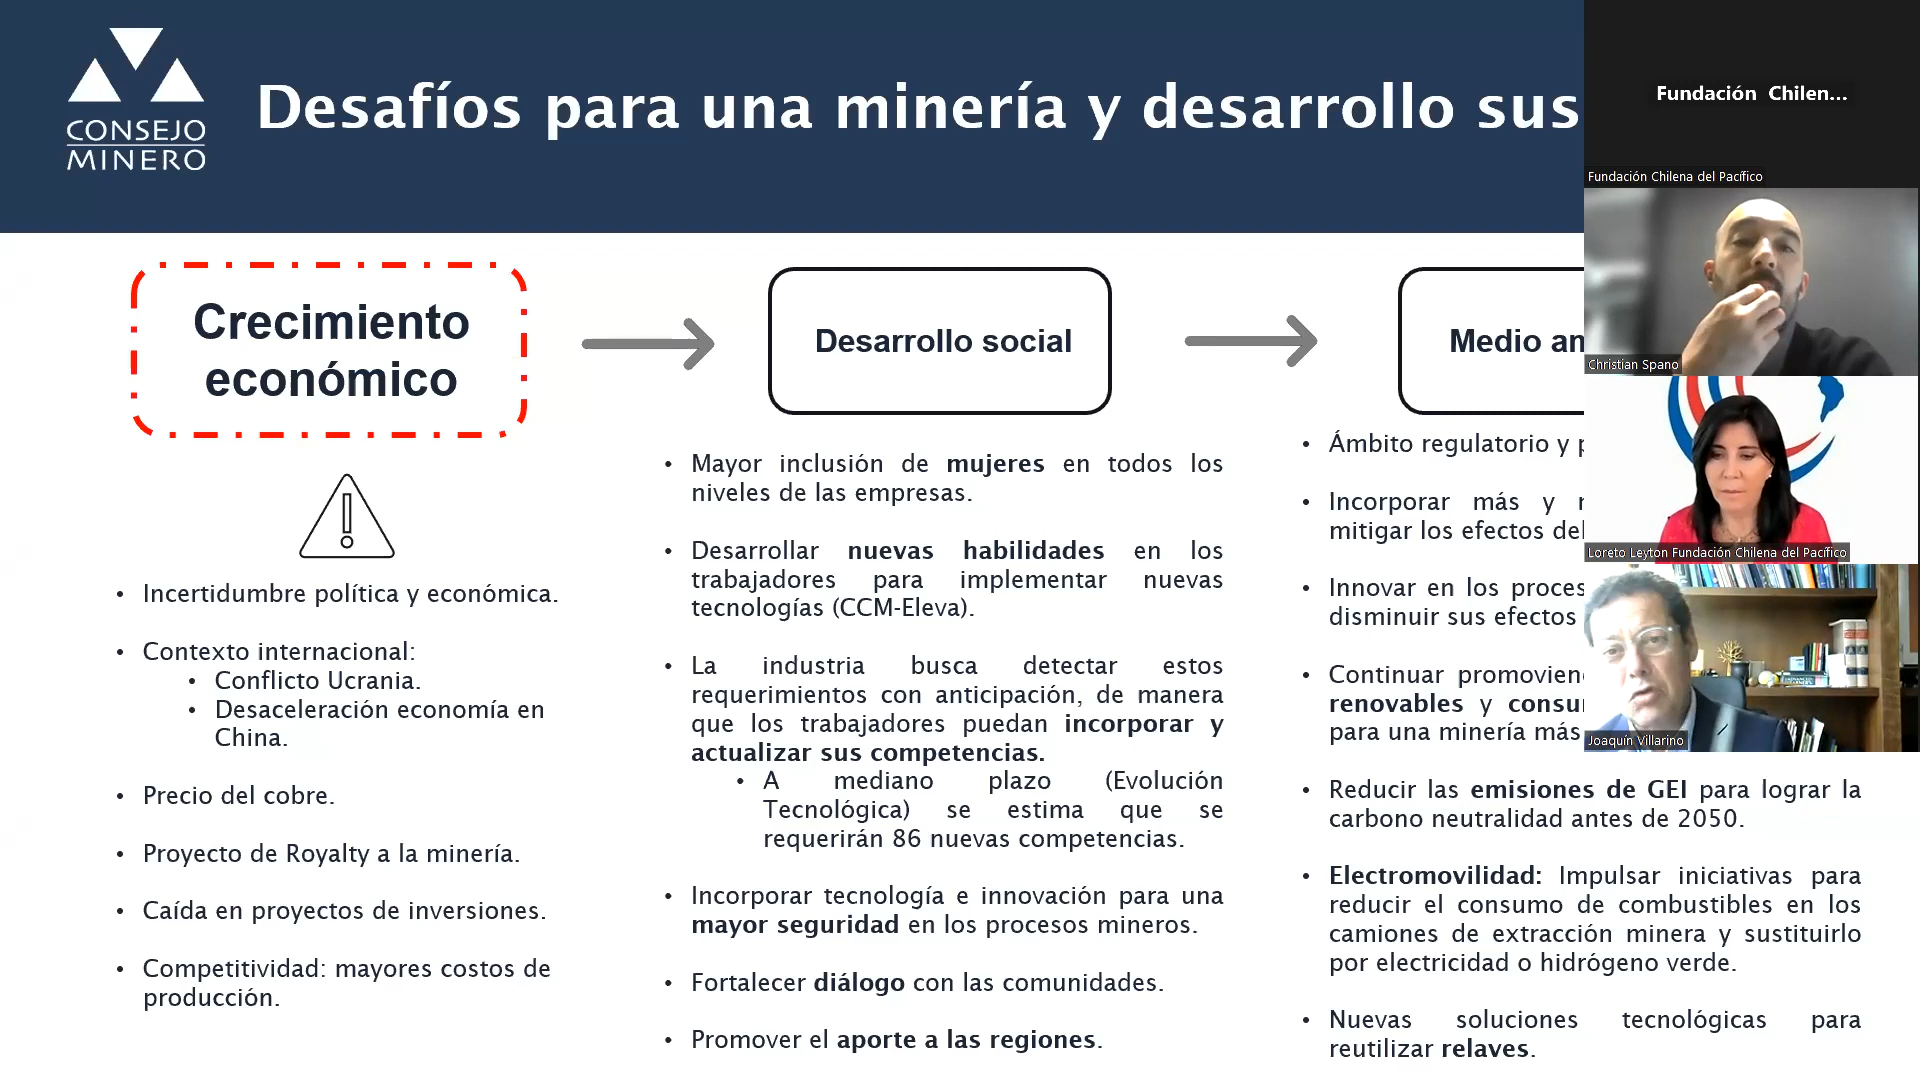 CONSEJO
MINERO
Desafíos para una minería y desarrollo sus
Fundación Chilen...
Fundación Chilena del Pacífico
Christian Spano
Loreto Leyton Fundación Chilena del Pacífico
Joaquín Villarino
Crecimiento
económico
• Incertidumbre política y económica.
• Contexto internacional:
• Conflicto Ucrania.
• Desaceleración economía en
China.
• Precio del cobre.
• Proyecto de Royalty a la minería.
• Caída en proyectos de inversiones.
• Competitividad: mayores costos de
producción.
Desarrollo social
• Mayor inclusión de mujeres en todos los
niveles de las empresas.
• Desarrollar nuevas habilidades en los
trabajadores para implementar nuevas
tecnologías (CCM-Eleva).
• La industria busca detectar estos
requerimientos con anticipación, de manera
que los trabajadores puedan incorporar y
actualizar sus competencias.
• A mediano plazo (Evolución
Tecnológica) se estima que se
requerirán 86 nuevas competencias.
• Incorporar tecnología e innovación para una
mayor seguridad en los procesos mineros.
• Fortalecer diálogo con las comunidades.
• Promover el aporte a las regiones.
Medio
• Ámbito regulatorio y
• Incorporar más y
mitigar los efectos del
• Innovar en los
disminuir sus efectos
• Continuar
renovables y
para una minería más
• Reducir las emisiones de GEI para lograr la
carbono neutralidad antes de 2050.
• Electromovilidad: Impulsar iniciativas para
reducir el consumo de combustibles en los
camiones de extracción minera y sustituirlo
por electricidad o hidrógeno verde.
• Nuevas soluciones tecnológicas para
reutilizar relaves.